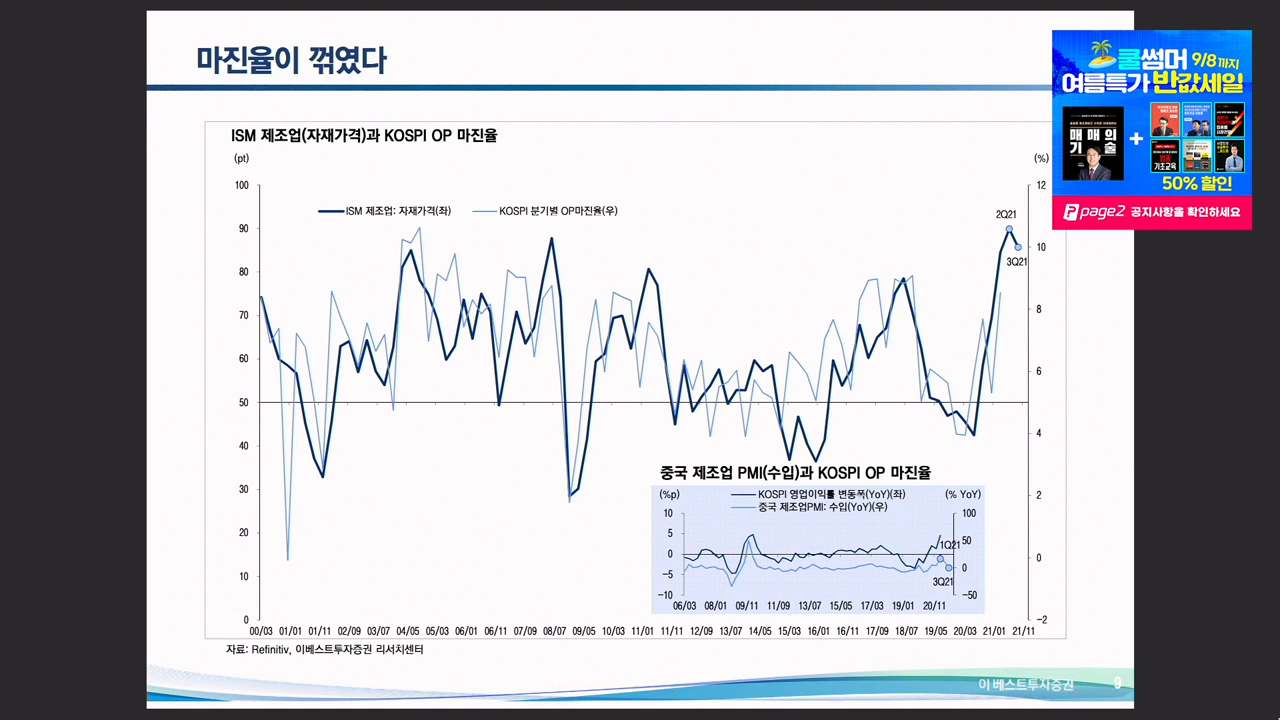 마진율이 꺾였다
쿨썸머 9/8까지
여름특가 반값세일
매매의
기술
기초교육
50% 할인
page2 공지사항을 확인하세요
ISM 제조업(자재가격)과 KOSPI OP 마진율
(pt)
(%)
100
90
80
70
60
50
40
30
20
10
0
12
10
8
6
4
2
0
−2
ISM 제조업: 자재가격(좌)
KOSPI 분기별 OP마진율(우)
2Q21
3Q21
00/03 01/01 01/11 02/09 03/07 04/05 05/03 06/01 06/11 07/09 08/07 09/05 10/03 11/01 11/11 12/09 13/07 14/05 15/03 16/01 16/11 17/09 18/07 19/05 20/03 21/01 21/11
중국 제조업 PMI(수입)과 KOSPI OP 마진율
(%p)
KOSPI 영업이익률 변동폭(YoY)(좌)
(% YoY)
중국 제조업PMI: 수입(YoY)(우)
10
5
0
−5
−10
100
50
0
−50
1Q21
3Q21
06/03 08/01 09/11 11/09 13/07 15/05 17/03 19/01 20/11
자료: Refinitiv, 이베스트투자증권 리서치센터
이베스트투자증권
9